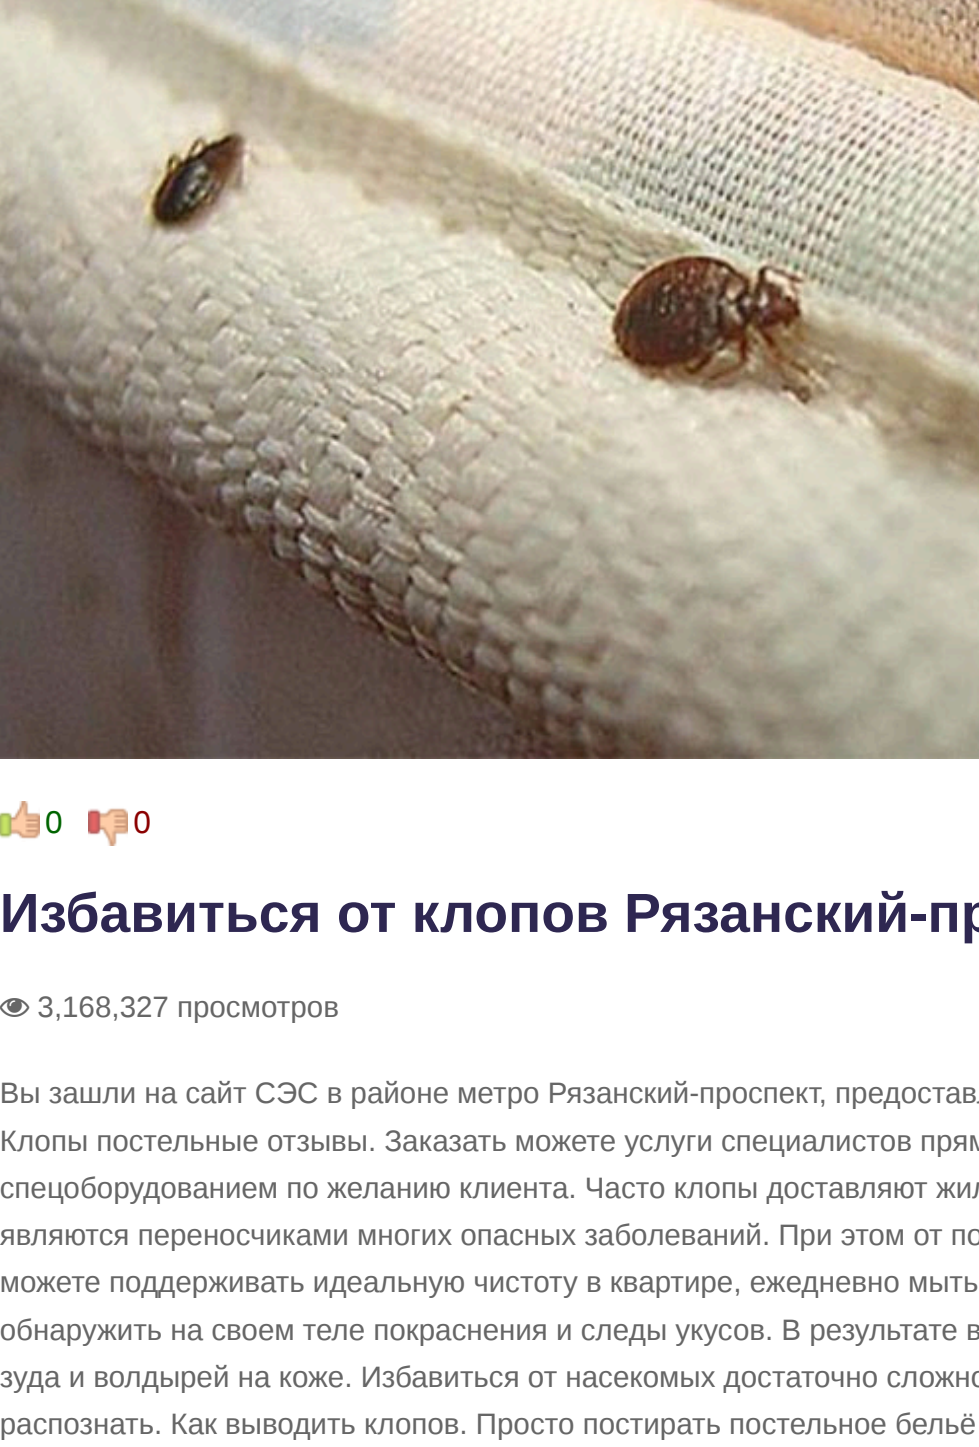 0 0
Избавиться от клопов Рязанский-пр
3,168,327 просмотров
Вы зашли на сайт СЭС в районе метро Рязанский-проспект, предостав
Клопы постельные отзывы. Заказать можете услуги специалистов прям
спецоборудованием по желанию клиента. Часто клопы доставляют жил
являются переносчиками многих опасных заболеваний. При этом от по
можете поддерживать идеальную чистоту в квартире, ежедневно мыть
обнаружить на своем теле покраснения и следы укусов. В результате в
зуда и волдырей на коже. Избавиться от насекомых достаточно сложно
распознать. Как выводить клопов. Просто постирать постельное бельё